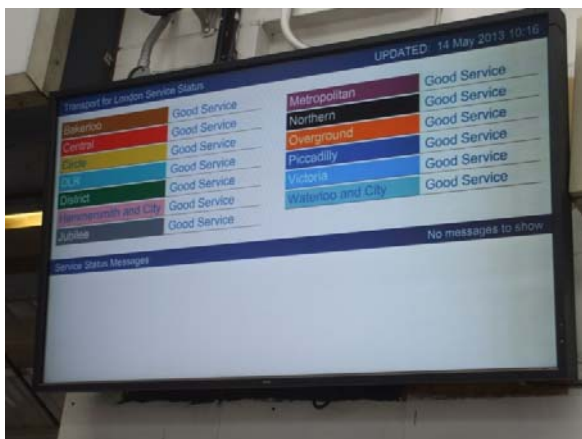 Transport for London Service Status
UPDATED: 14 May 2013 10:16
Bakerloo Good Service
Central Good Service
Circle Good Service
DLR Good Service
District Good Service
Hammersmith and City Good Service
Jubilee Good Service
Metropolitan Good Service
Northern Good Service
Overground Good Service
Piccadilly Good Service
Victoria Good Service
Waterloo and City Good Service
Service Status Messages
No messages to show